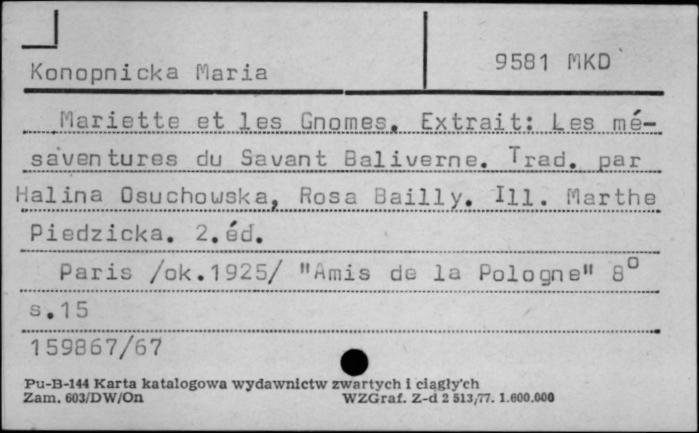 9581 MKD
Konopnicka Maria
Mariette et les Gnomes. Extrait: Les mé-
saventures du Savant Baliverne. Trad. par
Halina Osuchowska, Rosa Bailly. Ill. Marthe
Piedzicka. 2.éd.
Paris /ok.1925/ "Amis de la Pologne" 8°
s.15
159867/67
Pu-B-144 Karta katalogowa wydawnictw zwartych i ciągły'ch
Zam. 603/DW/On WZGraf. Z-d 2 513/77. 1.600.000